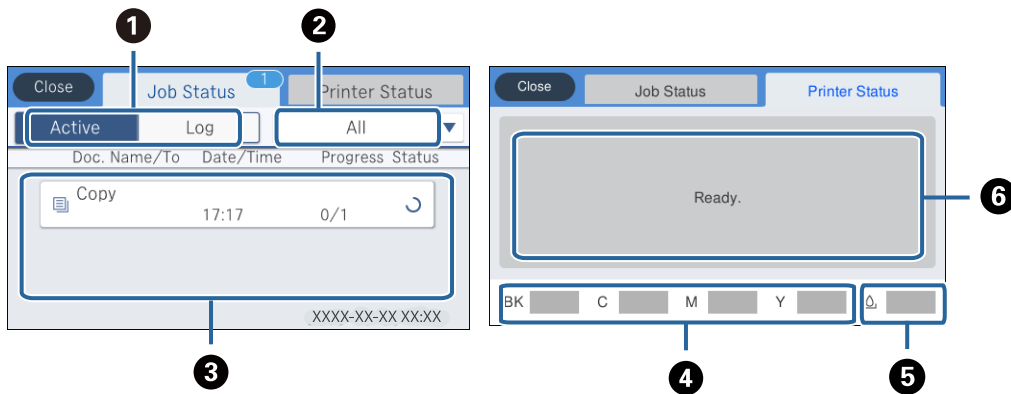 1 2
Close Job Status 1 Printer Status
Active Log All
Doc. Name/To Date/Time Progress Status
Copy
17:17 0/1
XXXX-XX-XX XX:XX
3
Close Job Status Printer Status
Ready.
6
BK C M Y
4 5